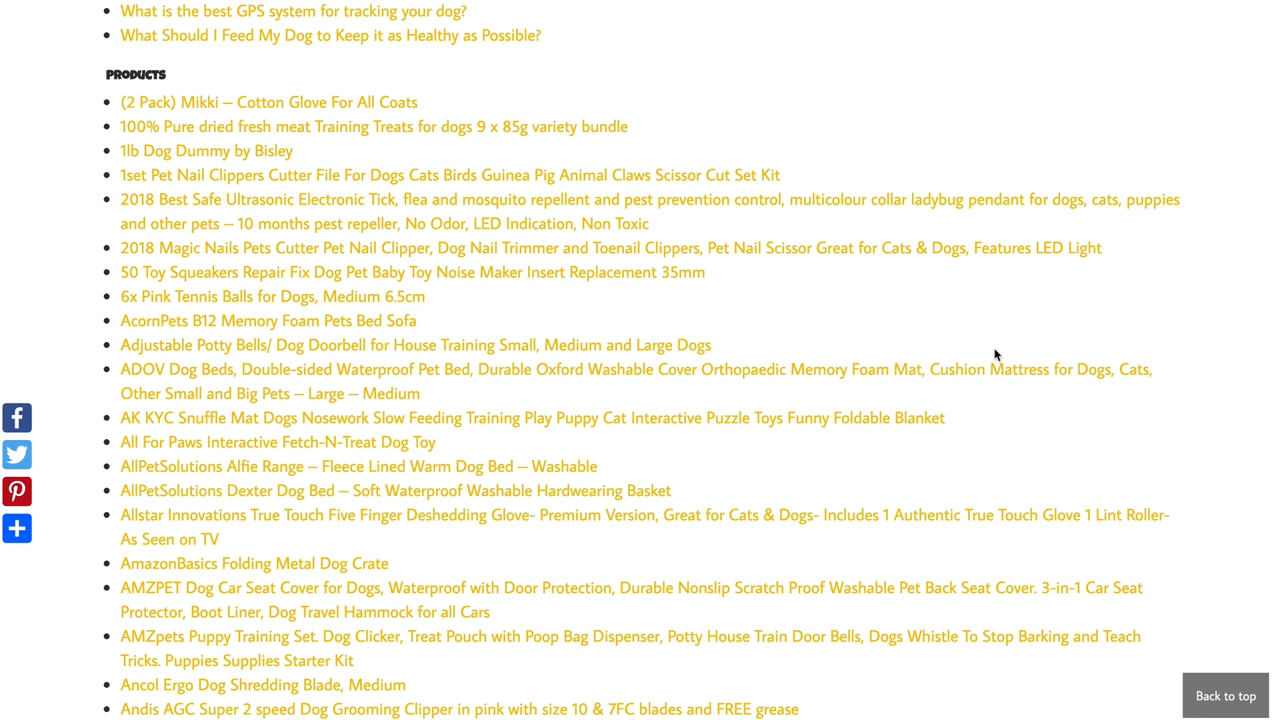 What is the best GPS system for tracking your dog?
What Should I Feed My Dog to Keep it as Healthy as Possible?
PRODUCTS
(2 Pack) Mikki – Cotton Glove For All Coats
100% Pure dried fresh meat Training Treats for dogs 9 x 85g variety bundle
1lb Dog Dummy by Bisley
1set Pet Nail Clippers Cutter File For Dogs Cats Birds Guinea Pig Animal Claws Scissor Cut Set Kit
2018 Best Safe Ultrasonic Electronic Tick, flea and mosquito repellent and pest prevention control, multicolour collar ladybug pendant for dogs, cats, puppies
and other pets – 10 months pest repeller, No Odor, LED Indication, Non Toxic
2018 Magic Nails Pets Cutter Pet Nail Clipper, Dog Nail Trimmer and Toenail Clippers, Pet Nail Scissor Great for Cats & Dogs, Features LED Light
50 Toy Squeakers Repair Fix Dog Pet Baby Toy Noise Maker Insert Replacement 35mm
6x Pink Tennis Balls for Dogs, Medium 6.5cm
AcornPets B12 Memory Foam Pets Bed Sofa
Adjustable Potty Bells/ Dog Doorbell for House Training Small, Medium and Large Dogs
ADOV Dog Beds, Double-sided Waterproof Pet Bed, Durable Oxford Washable Cover Orthopaedic Memory Foam Mat, Cushion Mattress for Dogs, Cats,
Other Small and Big Pets – Large – Medium
AK KYC Snuffle Mat Dogs Nosework Slow Feeding Training Play Puppy Cat Interactive Puzzle Toys Funny Foldable Blanket
All For Paws Interactive Fetch-N-Treat Dog Toy
AllPetSolutions Alfie Range – Fleece Lined Warm Dog Bed – Washable
AllPetSolutions Dexter Dog Bed – Soft Waterproof Washable Hardwearing Basket
Allstar Innovations True Touch Five Finger Deshedding Glove- Premium Version, Great for Cats & Dogs- Includes 1 Authentic True Touch Glove 1 Lint Roller-
As Seen on TV
AmazonBasics Folding Metal Dog Crate
AMZPET Dog Car Seat Cover for Dogs, Waterproof with Door Protection, Durable Nonslip Scratch Proof Washable Pet Back Seat Cover. 3-in-1 Car Seat
Protector, Boot Liner, Dog Travel Hammock for all Cars
AMZpets Puppy Training Set. Dog Clicker, Treat Pouch with Poop Bag Dispenser, Potty House Train Door Bells, Dogs Whistle To Stop Barking and Teach
Tricks. Puppies Supplies Starter Kit
Ancol Ergo Dog Shredding Blade, Medium
Andis AGC Super 2 speed Dog Grooming Clipper in pink with size 10 & 7FC blades and FREE grease
Back to top